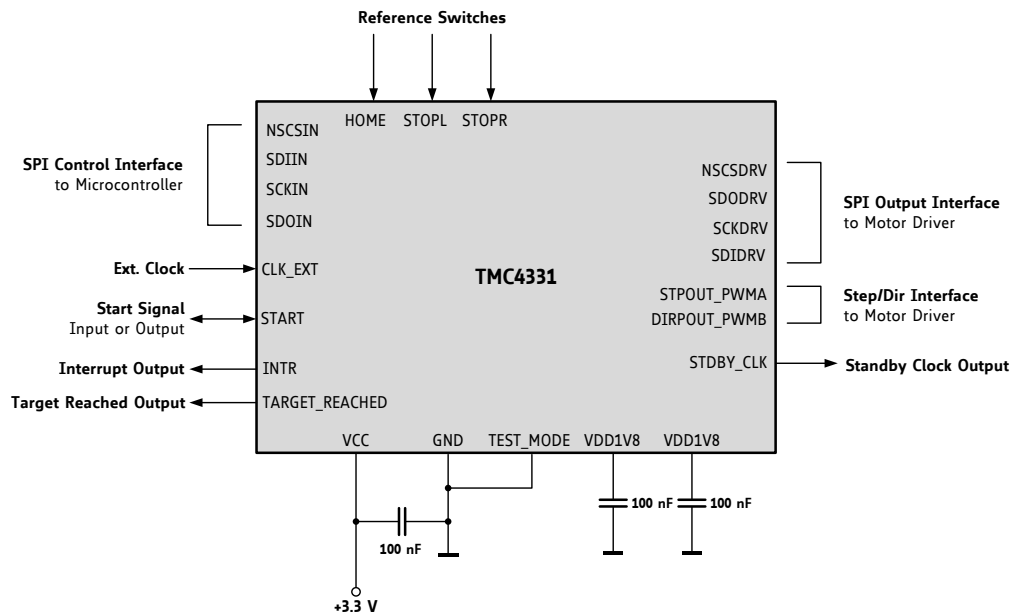 Reference Switches
HOME STOPL STOPR
NSCSIN
SDIIN
SCKIN
SDOIN
SPI Control Interface
to Microcontroller
Ext. Clock
CLK_EXT
Start Signal
Input or Output
START
Interrupt Output
INTR
Target Reached Output
TARGET_REACHED
TMC4331
NSCSDRV
SDODRV
SCKDRV
SDIDRV
SPI Output Interface
to Motor Driver
STPOUT_PWMA
DIRPOUT_PWMB
Step/Dir Interface
to Motor Driver
STDBY_CLK
Standby Clock Output
VCC GND TEST_MODE VDD1V8 VDD1V8
100 nF 100 nF
100 nF
+3.3 V